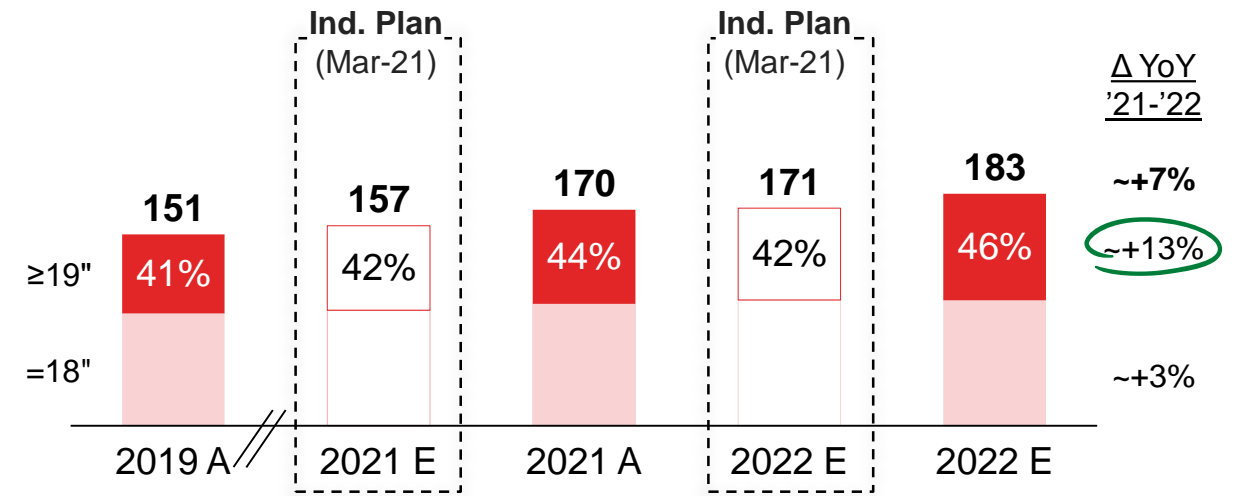 Ind. Plan
(Mar-21)
Ind. Plan
(Mar-21)
Δ YoY
’21-’22
151
157
170
171
183
~+7%
≥19"
41%
42%
44%
42%
46%
~+13%
=18"
~+3%
2019 A
2021 E
2021 A
2022 E
2022 E